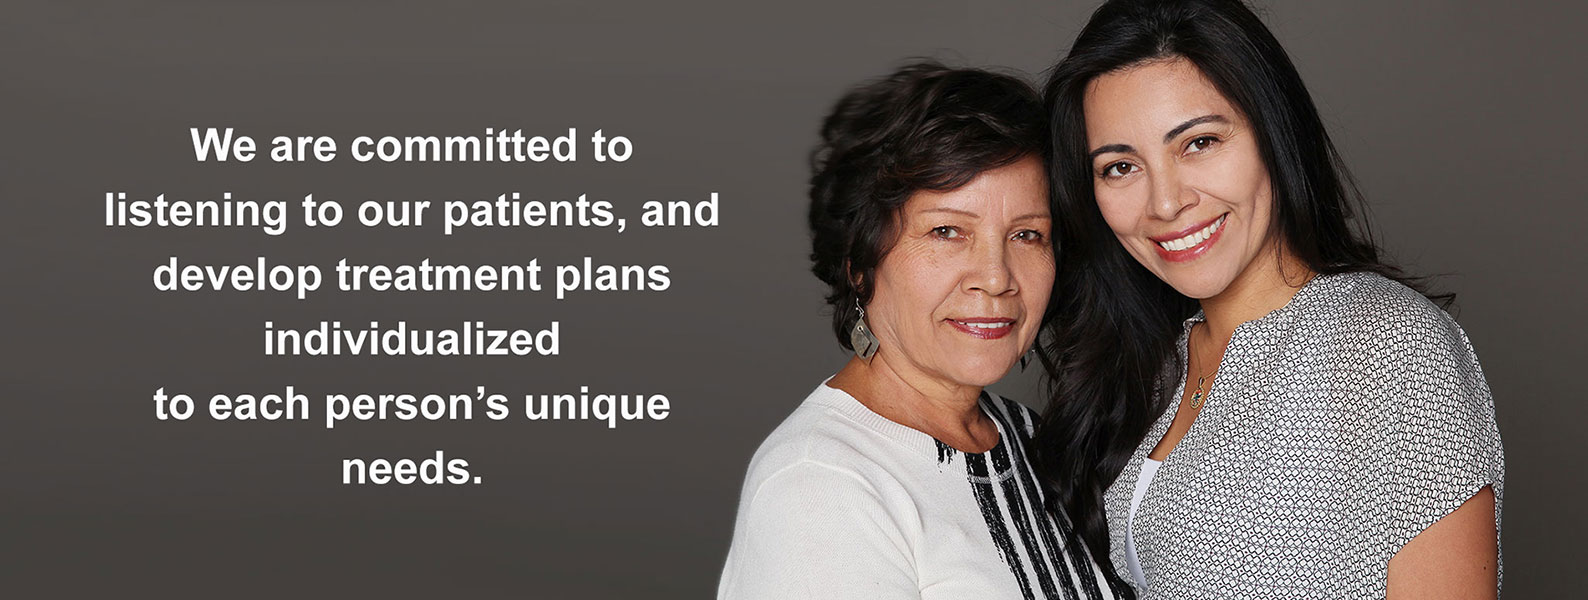 We are committed to
listening to our patients, and
develop treatment plans
individualized
to each person’s unique
needs.